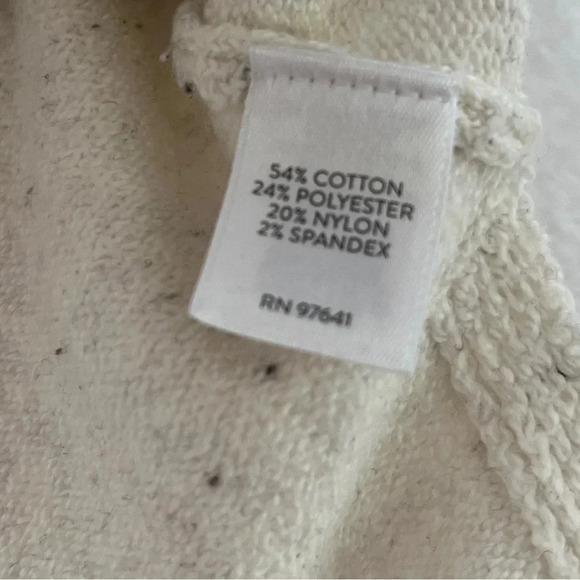 54% COTTON
24% POLYESTER
20% NYLON
2% SPANDEX
RN 97641